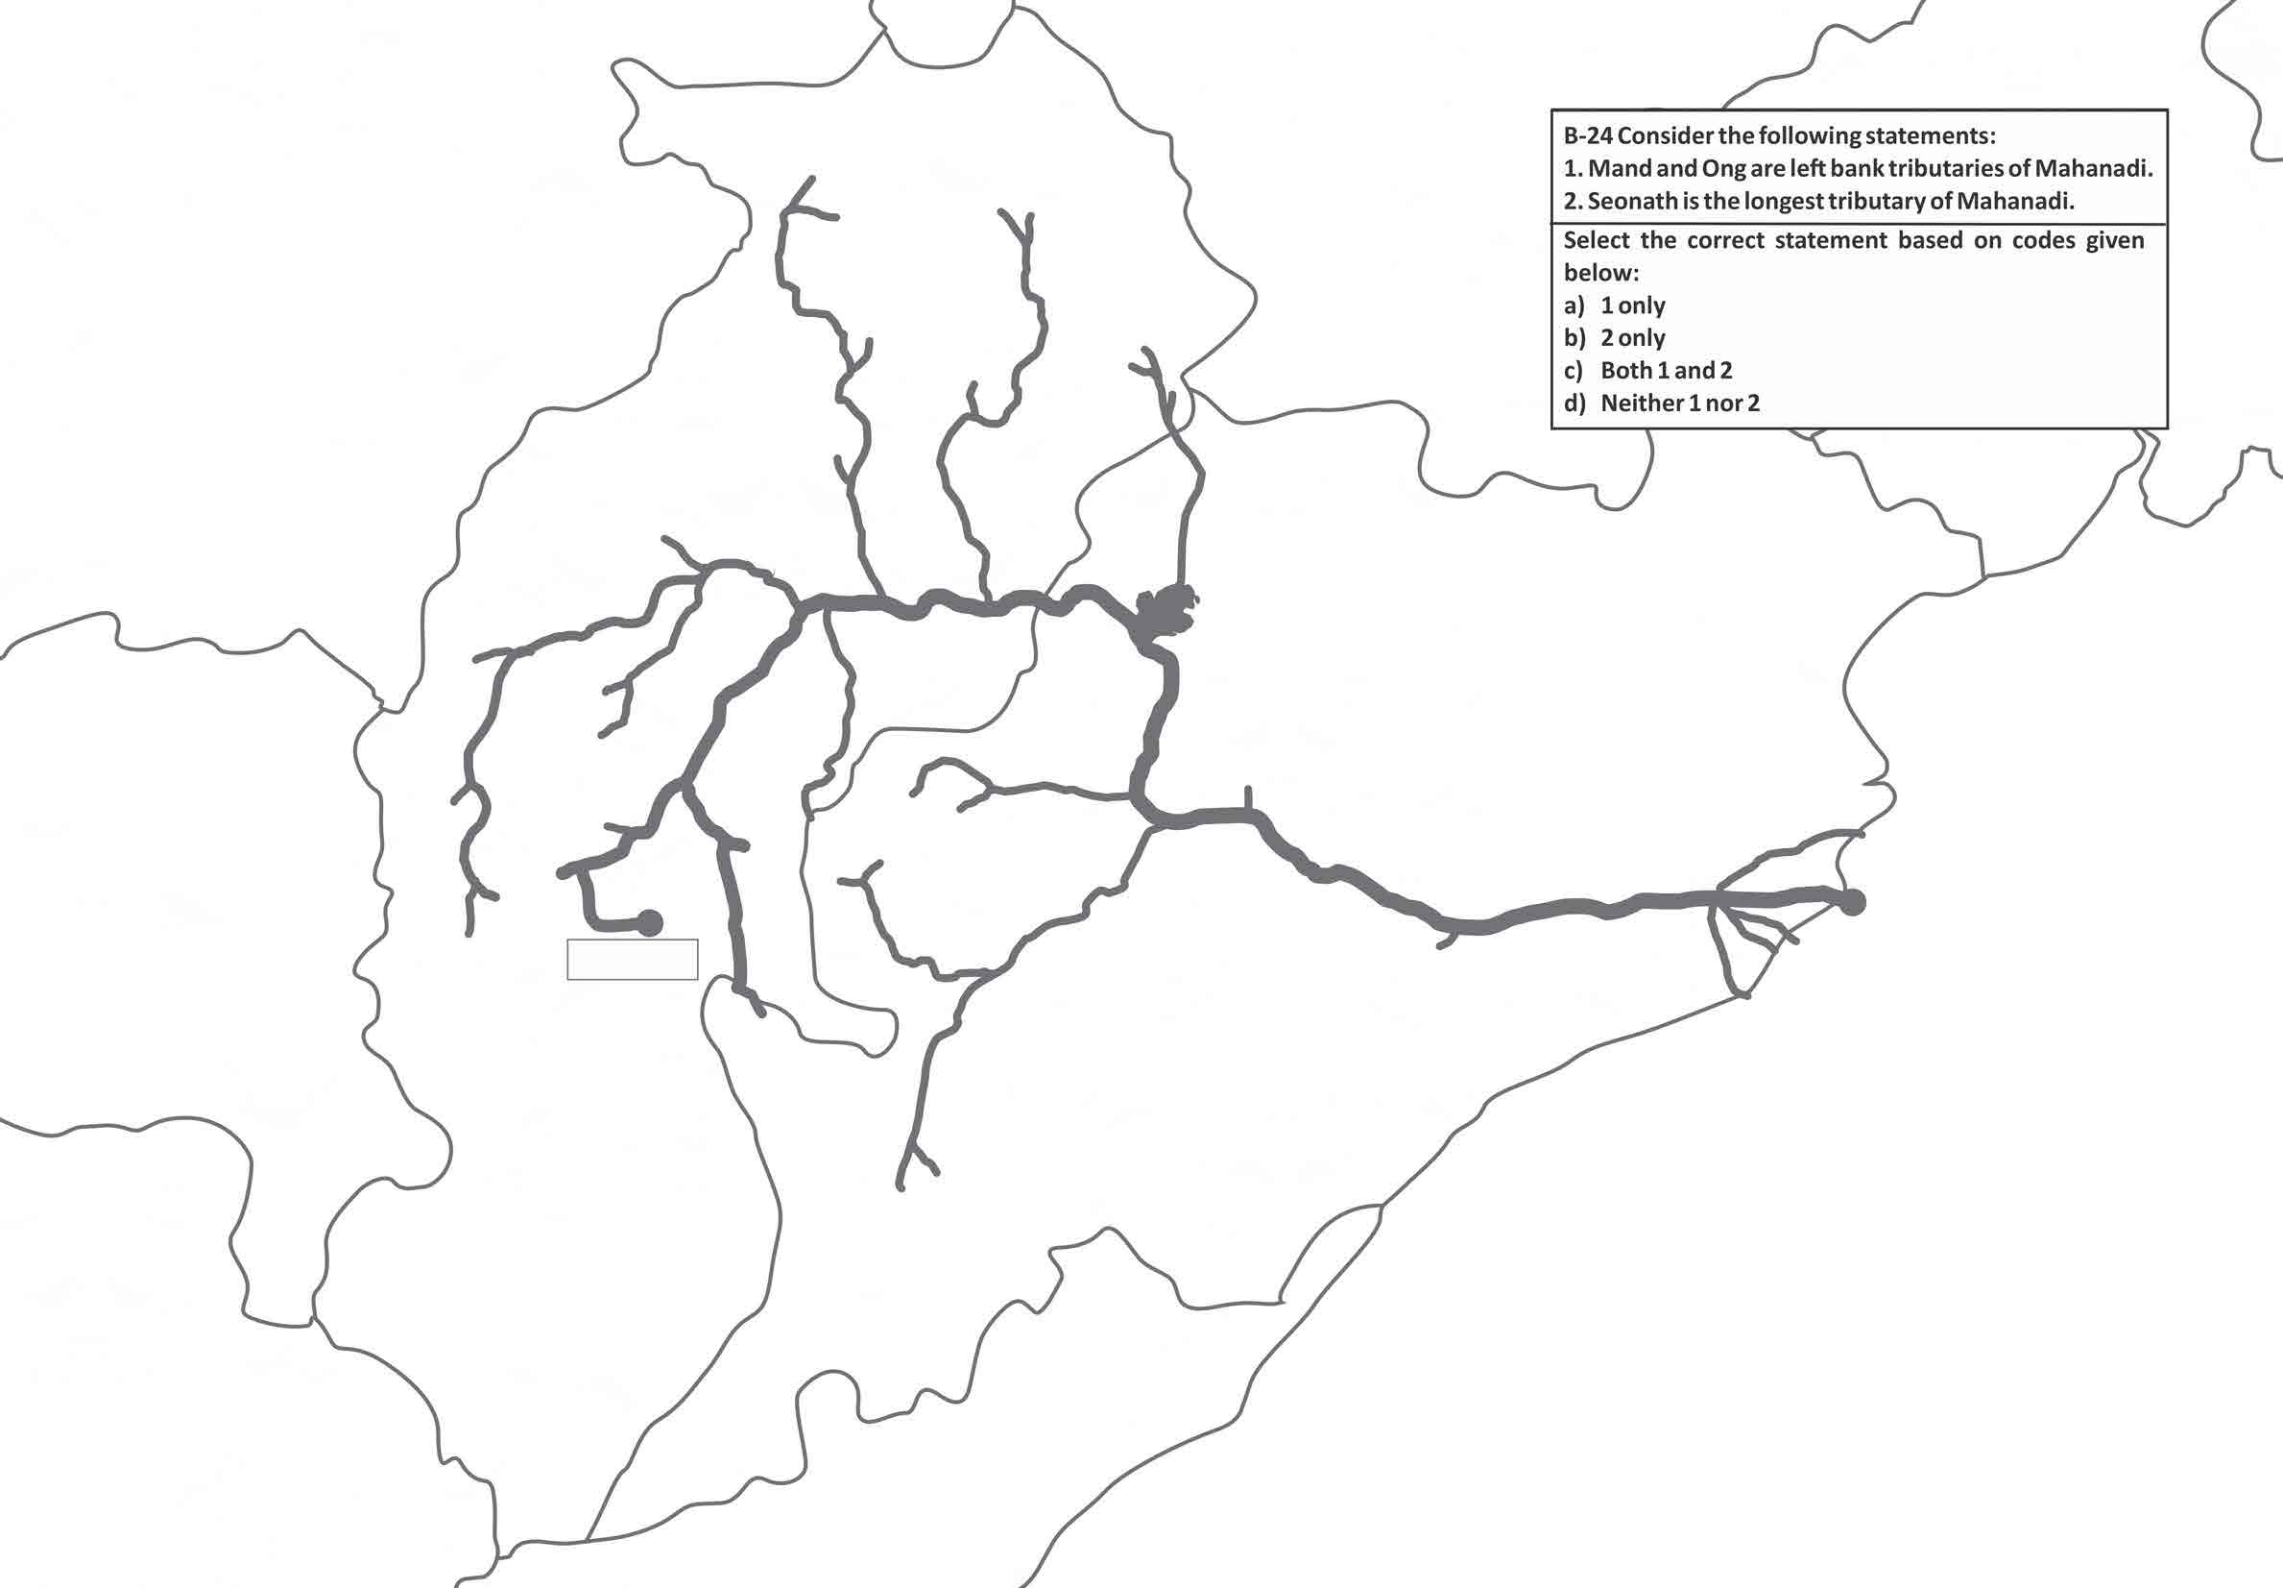 B-24 Consider the following statements:
1. Mand and Ong are left bank tributaries of Mahanadi.
2. Seonath is the longest tributary of Mahanadi.
Select the correct statement based on codes given
below:
a) 1 only
b) 2 only
c) Both 1 and 2
d) Neither 1 nor 2